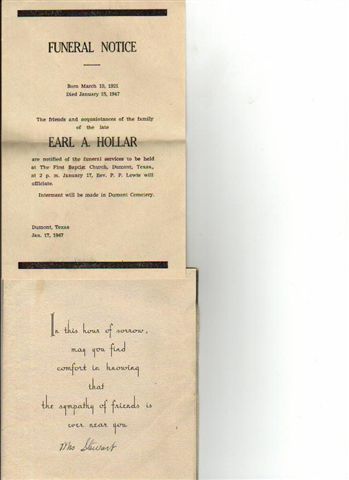 FUNERAL NOTICE
Born March 13, 1921
Died January 15, 1947
The friends and acquaintances of the family
of the late
EARL A. HOLLAR
are notified of the funeral services to be held
at The First Baptist Church, Dumont, Texas,
at 2 p. m. January 17, Rev. P. P. Lewis will
officiate.
Interment will be made in Dumont Cemetery.
Dumont, Texas
Jan. 17, 1947
In this hour of sorrow,
may you find
comfort in knowing
that
the sympathy of friends is
ever near you
Mrs Stewart